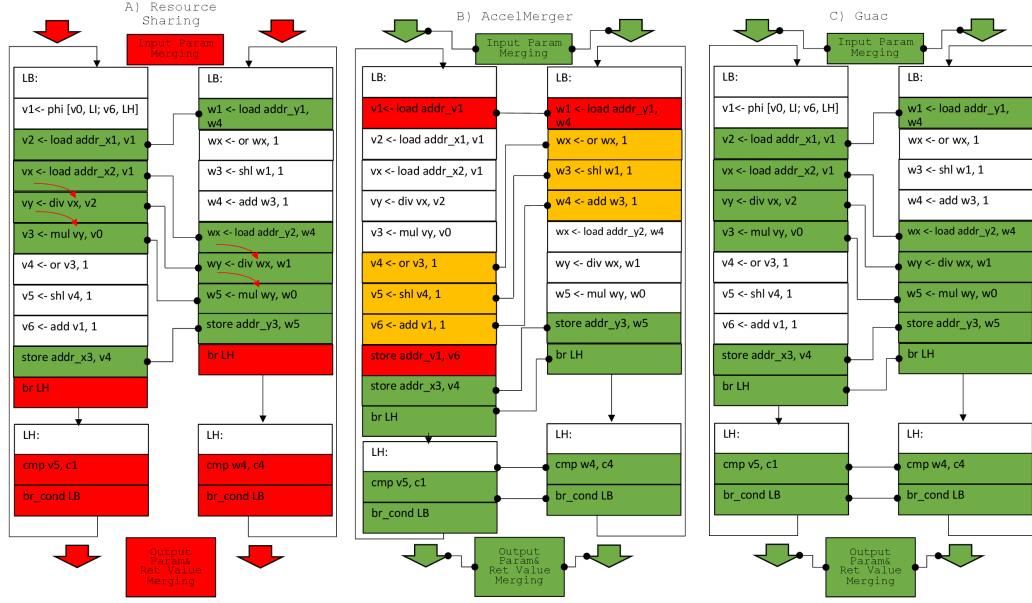 A) Resource
Sharing
Input Param
Merging
LB:
v1<- phi [v0, LI; v6, LH]
v2 <- load addr_x1, v1
vx <- load addr_x2, v1
vy <- div vx, v2
v3 <- mul vy, v0
v4 <- or v3, 1
v5 <- shl v4, 1
v6 <- add v1, 1
store addr_x3, v4
br LH
LH:
cmp v5, c1
br_cond LB
LB:
w1 <- load addr_y1,
w4
wx <- or wx, 1
w3 <- shl w1, 1
w4 <- add w3, 1
wx <- load addr_y2, w4
wy <- div wx, w1
w5 <- mul wy, w0
store addr_y3, w5
br LH
LH:
cmp w4, c4
br_cond LB
Output
Param&
Ret Value
Merging
B) AccelMerger
Input Param
Merging
LB:
v1<- load addr_v1
v2 <- load addr_x1, v1
vx <- load addr_x2, v1
vy <- div vx, v2
v3 <- mul vy, v0
v4 <- or v3, 1
v5 <- shl v4, 1
v6 <- add v1, 1
store addr_v1, v6
store addr_x3, v4
br LH
LH:
cmp v5, c1
br_cond LB
LB:
w1 <- load addr_y1,
w4
wx <- or wx, 1
w3 <- shl w1, 1
w4 <- add w3, 1
wx <- load addr_y2, w4
wy <- div wx, w1
w5 <- mul wy, w0
store addr_y3, w5
br LH
LH:
cmp w4, c4
br_cond LB
Output
Param&
Ret Value
Merging
C) Guac
Input Param
Merging
LB:
v1<- phi [v0, LI; v6, LH]
v2 <- load addr_x1, v1
vx <- load addr_x2, v1
vy <- div vx, v2
v3 <- mul vy, v0
v4 <- or v3, 1
v5 <- shl v4, 1
v6 <- add v1, 1
store addr_x3, v4
br LH
LH:
cmp v5, c1
br_cond LB
LB:
w1 <- load addr_y1,
w4
wx <- or wx, 1
w3 <- shl w1, 1
w4 <- add w3, 1
wx <- load addr_y2, w4
wy <- div wx, w1
w5 <- mul wy, w0
store addr_y3, w5
br LH
LH:
cmp w4, c4
br_cond LB
Output
Param&
Ret Value
Merging